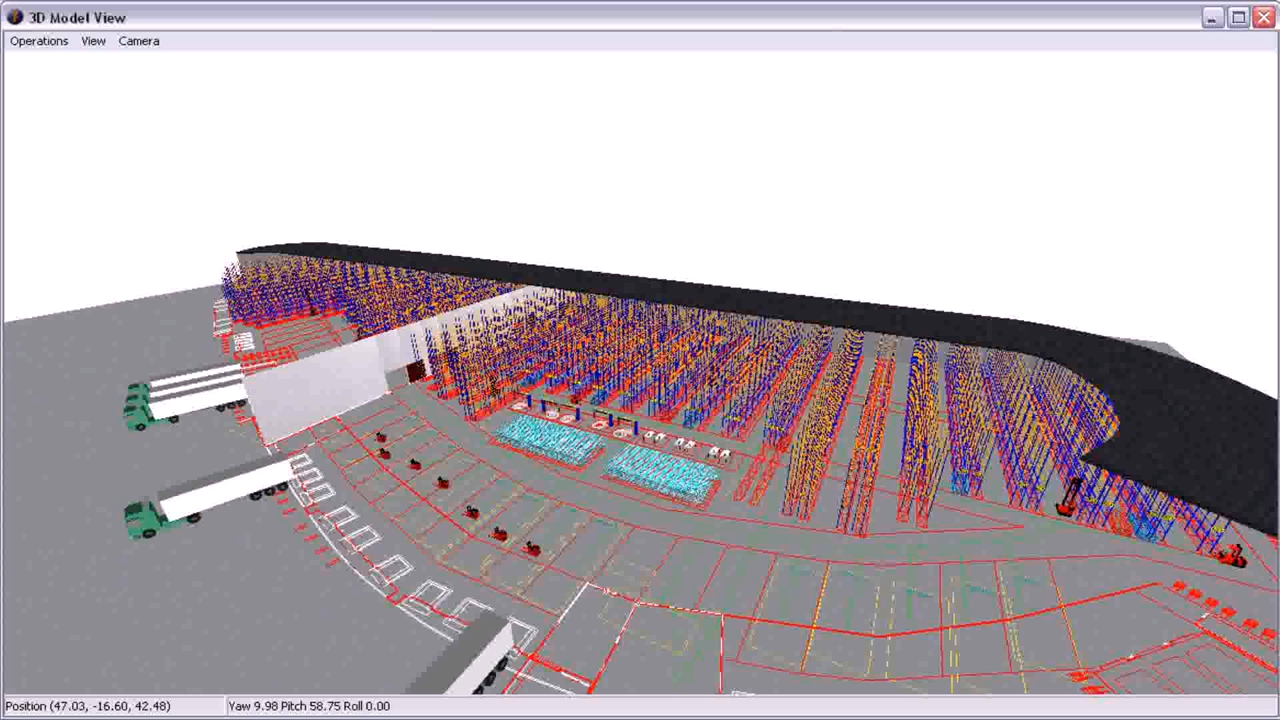 3D Model View
Operations View Camera
Position (47.03, -16.60, 42.48) Yaw 9.98 Pitch 58.75 Roll 0.00